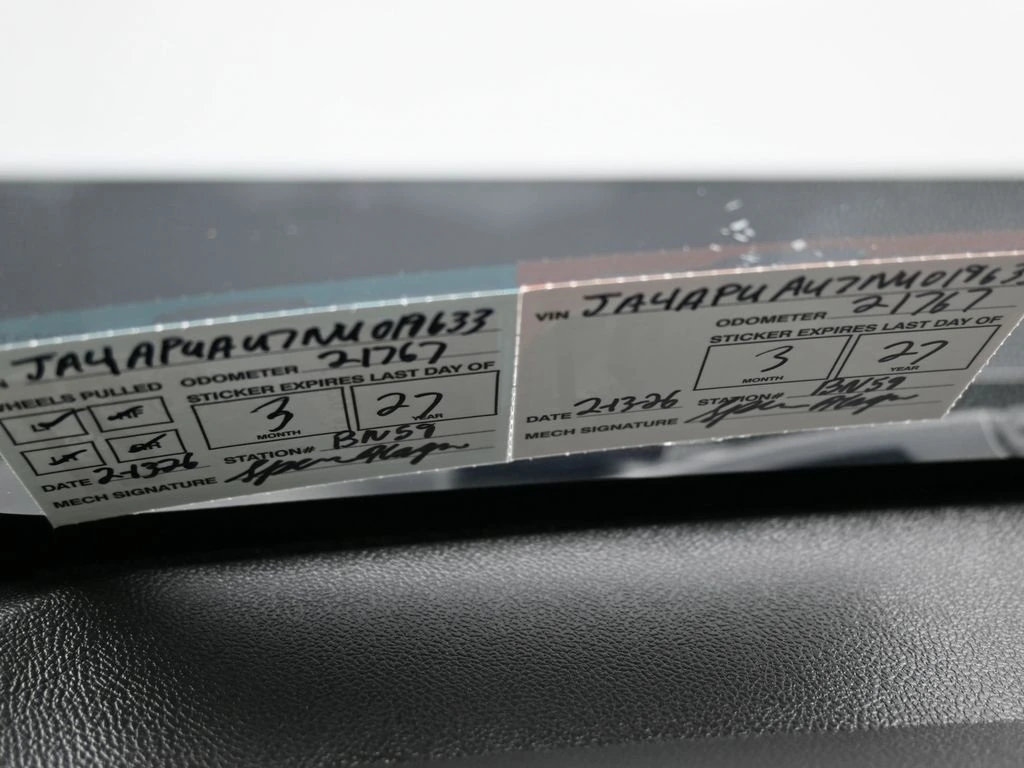 JA4APUAU7NU019633
WHEELS PULLED
ODOMETER 21767
STICKER EXPIRES LAST DAY OF
3 27
MONTH YEAR
DATE 2-13-26 STATION# BN59
MECH SIGNATURE
VIN JA4APUAU7NU019633
ODOMETER 21767
STICKER EXPIRES LAST DAY OF
3 27
MONTH YEAR
DATE 2-13-26 STATION# BN59
MECH SIGNATURE